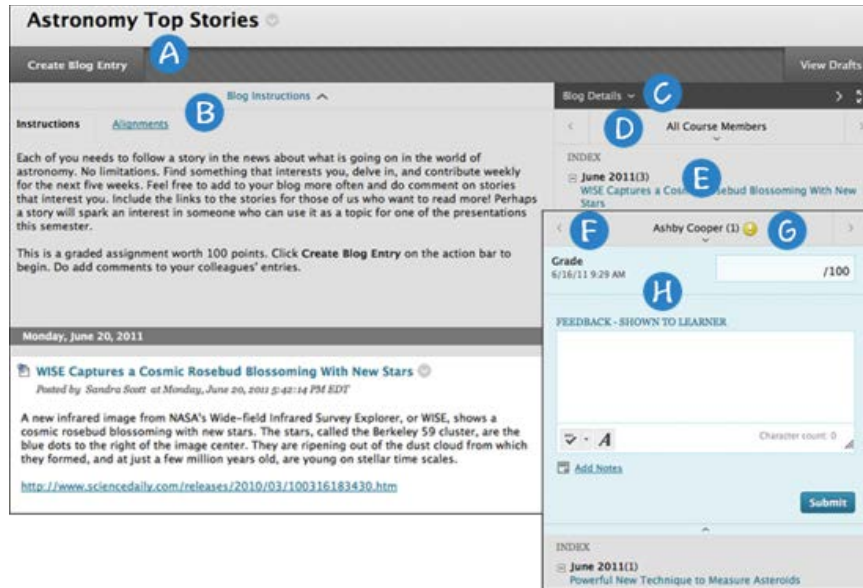 Astronomy Top Stories
A
Create Blog Entry
View Drafts
Blog Instructions
B
Instructions Alignments
Each of you needs to follow a story in the news about what is going on in the world of
astronomy. No limitations. Find something that interests you, delve in, and contribute weekly
for the next five weeks. Feel free to add to your blog more often and do comment on stories
that interest you. Include the links to the stories for those of us who want to read more! Perhaps
a story will spark an interest in someone who can use it as a topic for one of the presentations
this semester.
This is a graded assignment worth 100 points. Click Create Blog Entry on the action bar to
begin. Do add comments to your colleagues' entries.
Monday, June 20, 2011
WISE Captures a Cosmic Rosebud Blossoming With New Stars
Posted by Sandra Scott at Monday, June 20, 2011 5:42:14 PM EDT
A new infrared image from NASA's Wide-field Infrared Survey Explorer, or WISE, shows a
cosmic rosebud blossoming with new stars. The stars, called the Berkeley 59 cluster, are the
blue dots to the right of the image center. They are ripening out of the dust cloud from which
they formed, and at just a few million years old, are young on stellar time scales.
http://www.sciencedaily.com/releases/2010/03/100316183430.htm
Blog Details
C
D
All Course Members
INDEX
June 2011(3)
E
WISE Captures a Cosmic Rosebud Blossoming With New
Stars
F
Ashby Cooper (1)
G
Grade
6/16/11 9:29 AM
/100
H
FEEDBACK - SHOWN TO LEARNER
A
Character count: 0
Add Notes
Submit
INDEX
June 2011(1)
Powerful New Technique to Measure Asteroids